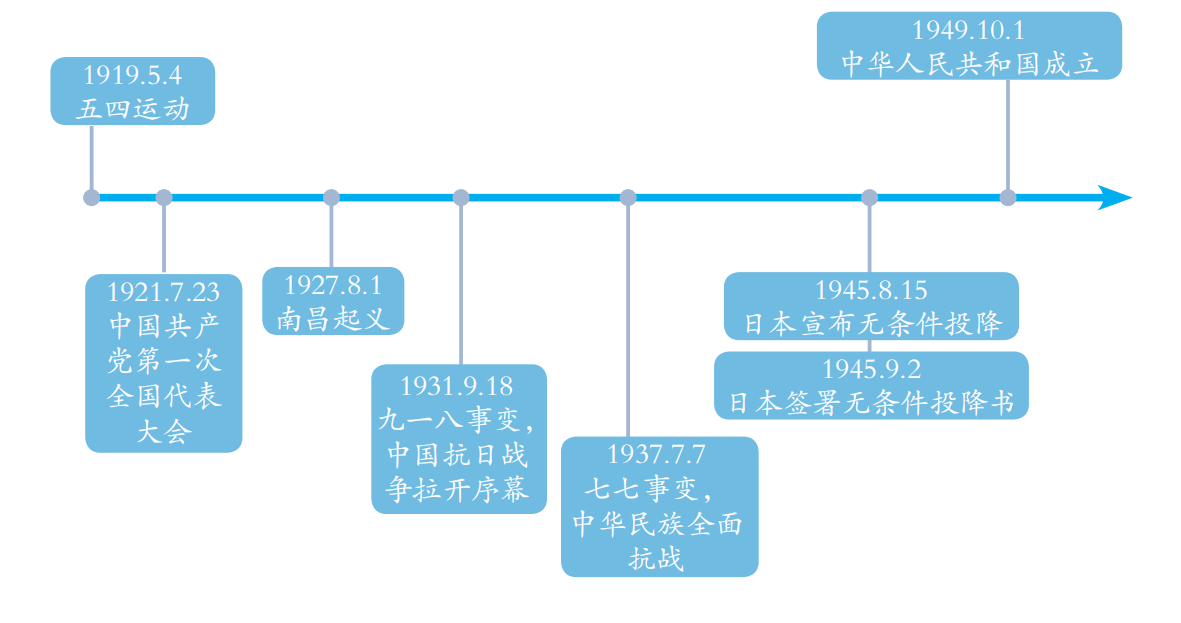 1919.5.4
五四运动
1921.7.23
中国共产
党第一次
全国代表
大会
1927.8.1
南昌起义
1931.9.18
九一八事变，
中国抗日战
争拉开序幕
1937.7.7
七七事变，
中华民族全面
抗战
1945.8.15
日本宣布无条件投降
1945.9.2
日本签署无条件投降书
1949.10.1
中华人民共和国成立